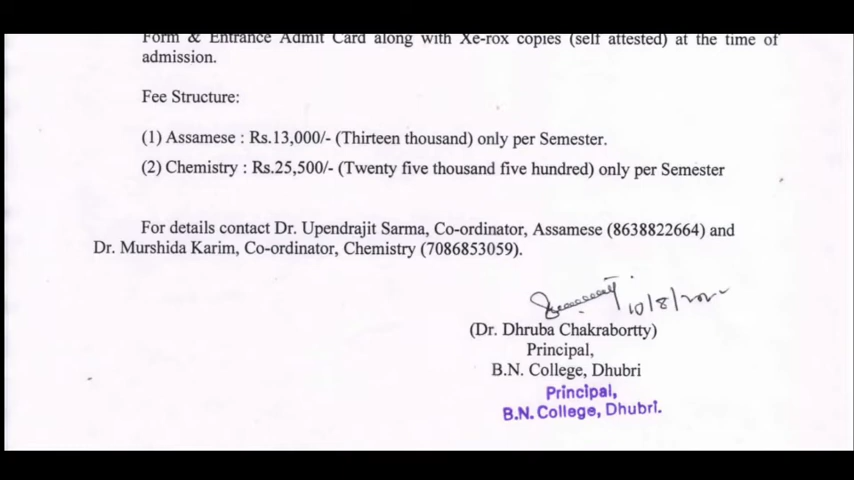 Form & Entrance Admit Card along with Xe-rox copies (self attested) at the time of
admission.
Fee Structure:
(1) Assamese : Rs.13,000/- (Thirteen thousand) only per Semester.
(2) Chemistry : Rs.25,500/- (Twenty five thousand five hundred) only per Semester
For details contact Dr. Upendrajit Sarma, Co-ordinator, Assamese (8638822664) and
Dr. Murshida Karim, Co-ordinator, Chemistry (7086853059).
10/8/202
(Dr. Dhruba Chakrabortty)
Principal,
B.N. College, Dhubri
Principal,
B.N. College, Dhubri.